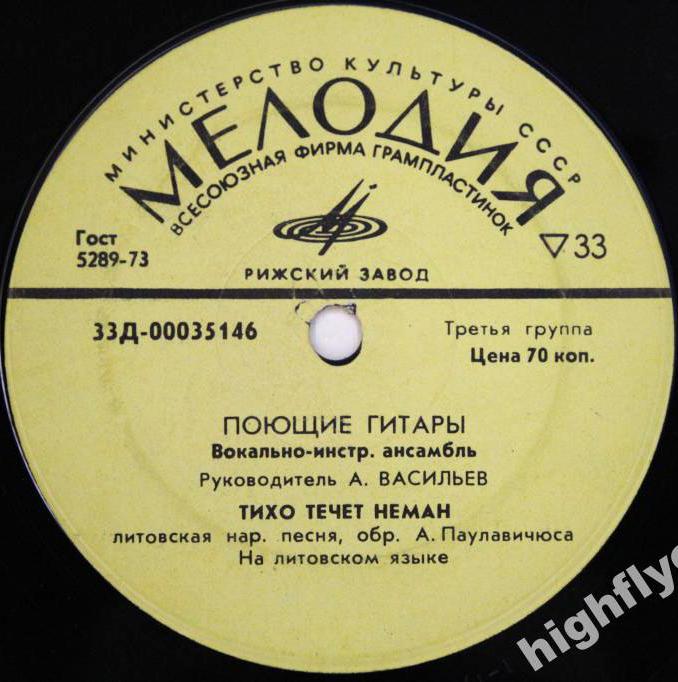 МИНИСТЕРСТВО КУЛЬТУРЫ СССР
МЕЛОДИЯ
ВСЕСОЮЗНАЯ ФИРМА ГРАМПЛАСТИНОК
Гост
5289-73
▽33
РИЖСКИЙ ЗАВОД
33Д-00035146
Третья группа
Цена 70 коп.
ПОЮЩИЕ ГИТАРЫ
Вокально-инстр. ансамбль
Руководитель А. ВАСИЛЬЕВ
ТИХО ТЕЧЕТ НЕМАН
литовская нар. песня, обр. А. Паулавичюса
На литовском языке